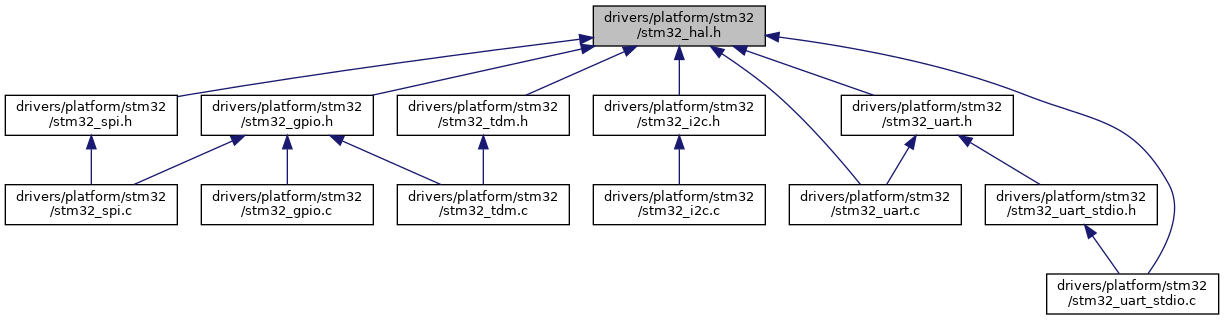 drivers/platform/stm32
/stm32_hal.h
drivers/platform/stm32
/stm32_spi.h
drivers/platform/stm32
/stm32_gpio.h
drivers/platform/stm32
/stm32_tdm.h
drivers/platform/stm32
/stm32_i2c.h
drivers/platform/stm32
/stm32_uart.h
drivers/platform/stm32
/stm32_spi.c
drivers/platform/stm32
/stm32_gpio.c
drivers/platform/stm32
/stm32_tdm.c
drivers/platform/stm32
/stm32_i2c.c
drivers/platform/stm32
/stm32_uart.c
drivers/platform/stm32
/stm32_uart_stdio.h
drivers/platform/stm32
/stm32_uart_stdio.c